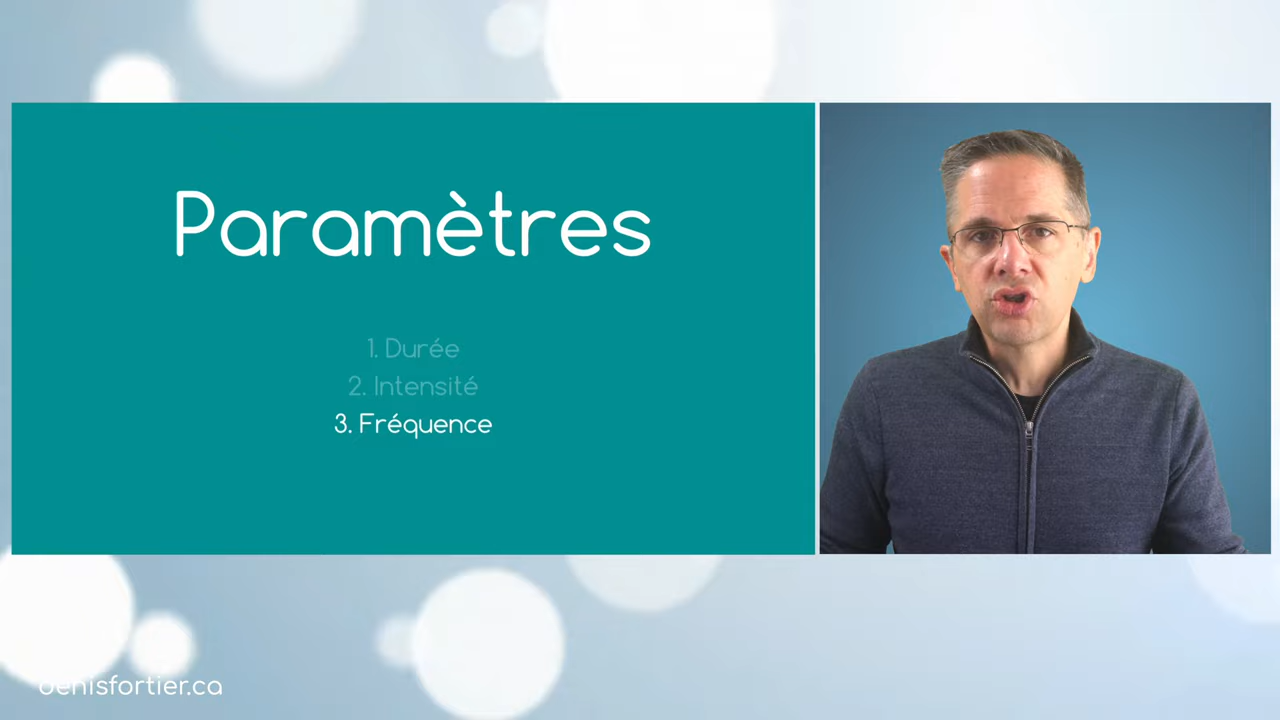 Paramètres
1. Durée
2. Intensité
3. Fréquence
denisfortier.ca